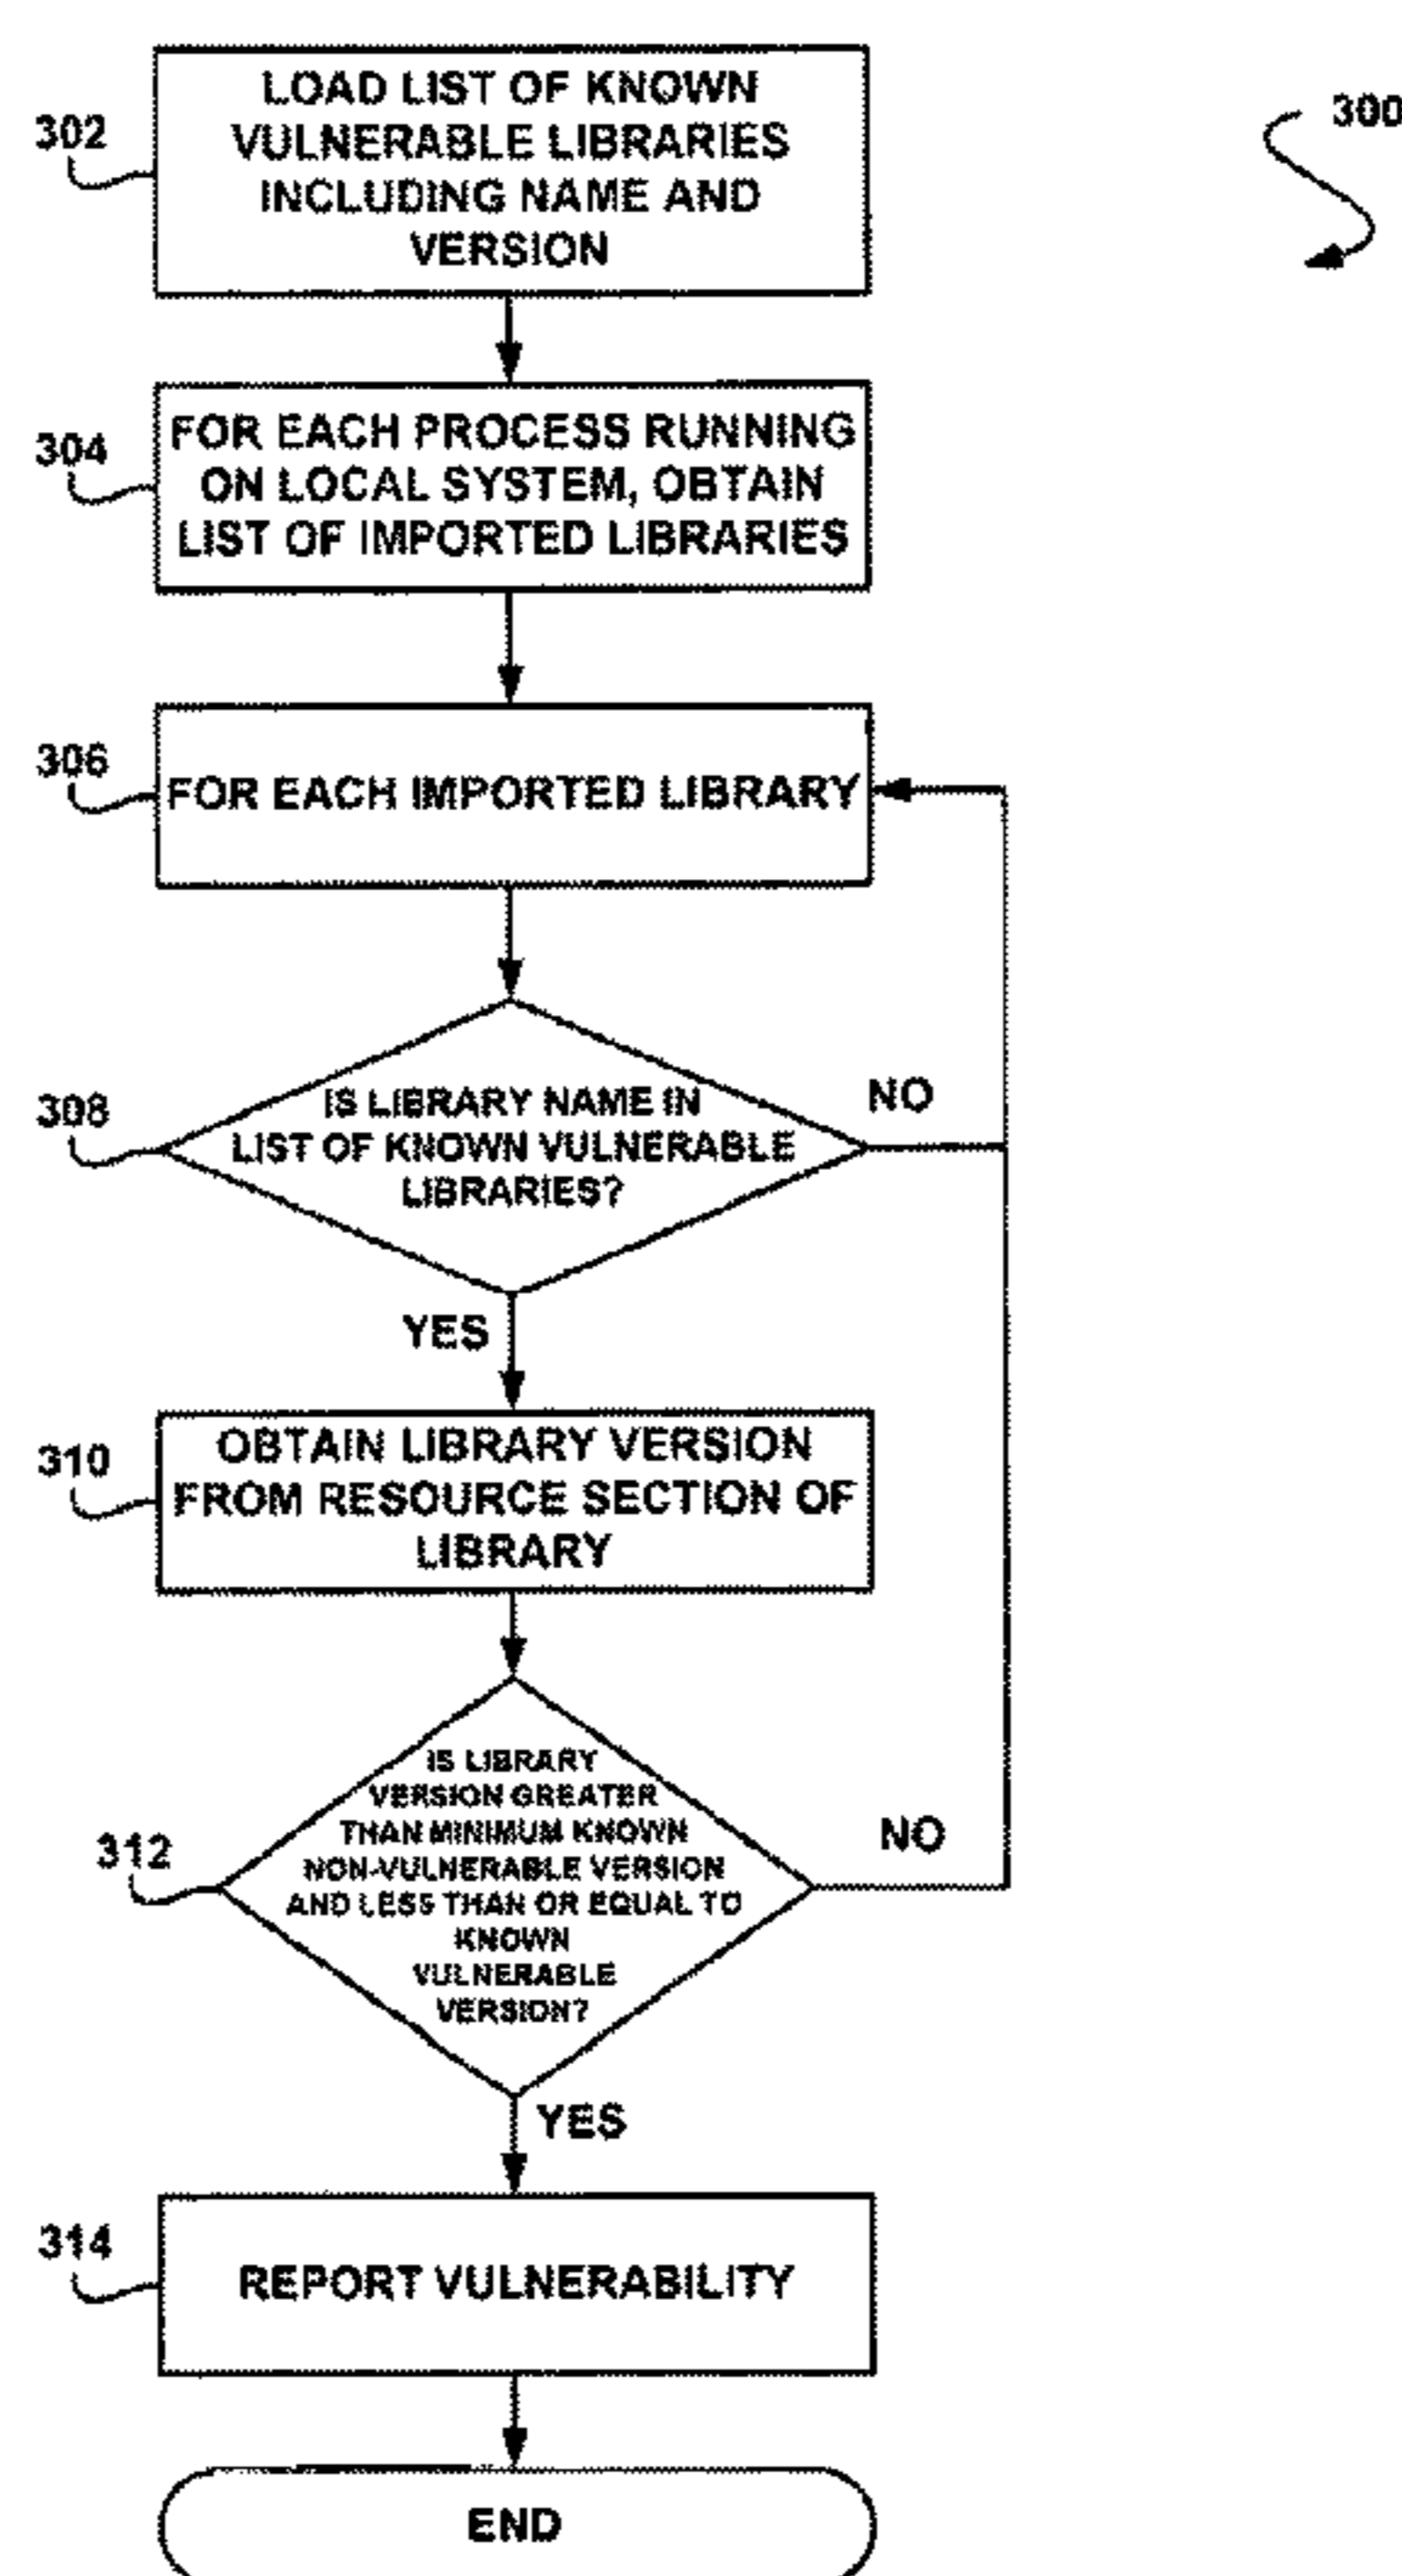 300
302
LOAD LIST OF KNOWN
VULNERABLE LIBRARIES
INCLUDING NAME AND
VERSION
304
FOR EACH PROCESS RUNNING
ON LOCAL SYSTEM, OBTAIN
LIST OF IMPORTED LIBRARIES
306
FOR EACH IMPORTED LIBRARY
308
IS LIBRARY NAME IN
LIST OF KNOWN VULNERABLE
LIBRARIES?
NO
YES
310
OBTAIN LIBRARY VERSION
FROM RESOURCE SECTION OF
LIBRARY
312
IS LIBRARY
VERSION GREATER
THAN MINIMUM KNOWN
NON-VULNERABLE VERSION
AND LESS THAN OR EQUAL TO
KNOWN
VULNERABLE
VERSION?
NO
YES
314
REPORT VULNERABILITY
END